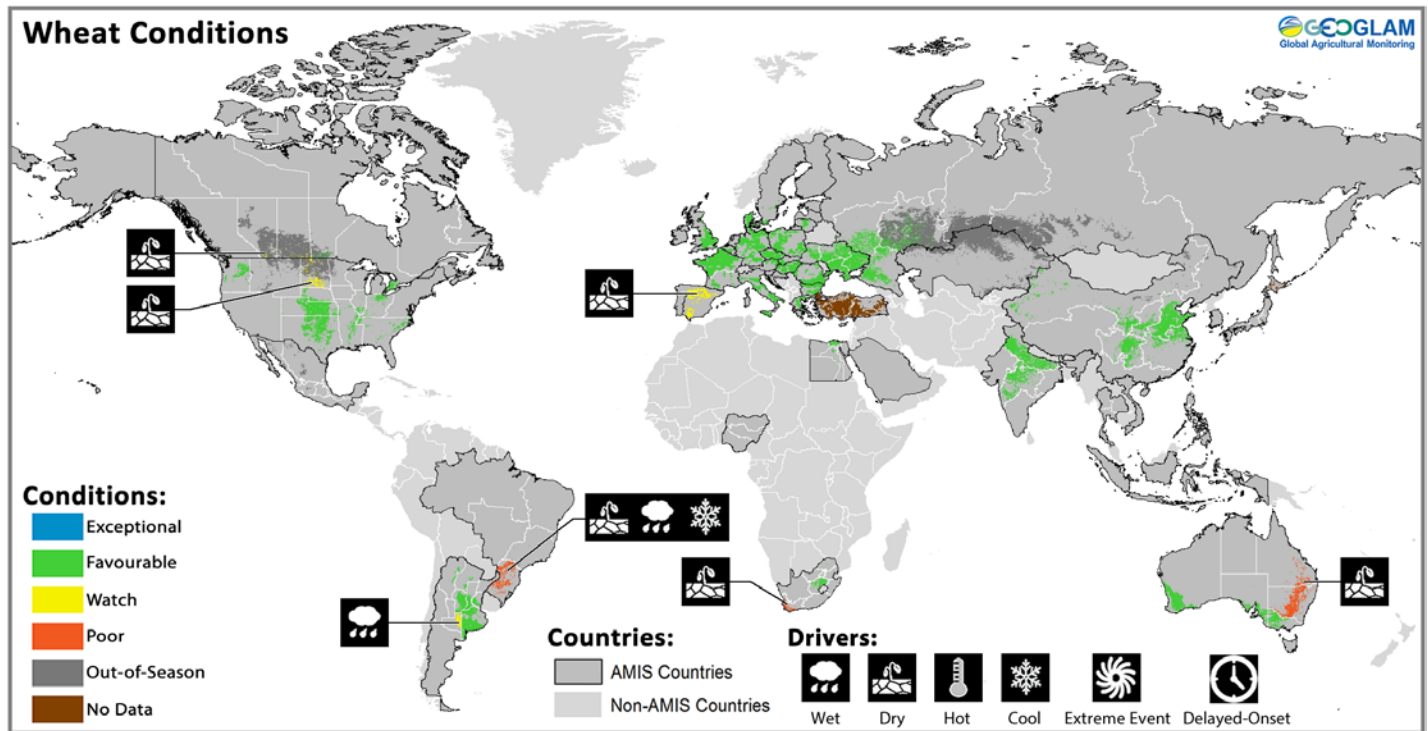 Wheat Conditions
GEOGLAM
Global Agricultural Monitoring
Conditions:
Exceptional
Favourable
Watch
Poor
Out-of-Season
No Data
Countries:
AMIS Countries
Non-AMIS Countries
Drivers:
Wet
Dry
Hot
Cool
Extreme Event
Delayed-Onset